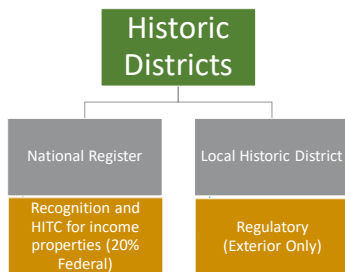 Historic
Districts
National Register
Local Historic District
Recognition and
HITC for income
properties (20%
Federal)
Regulatory
(Exterior Only)